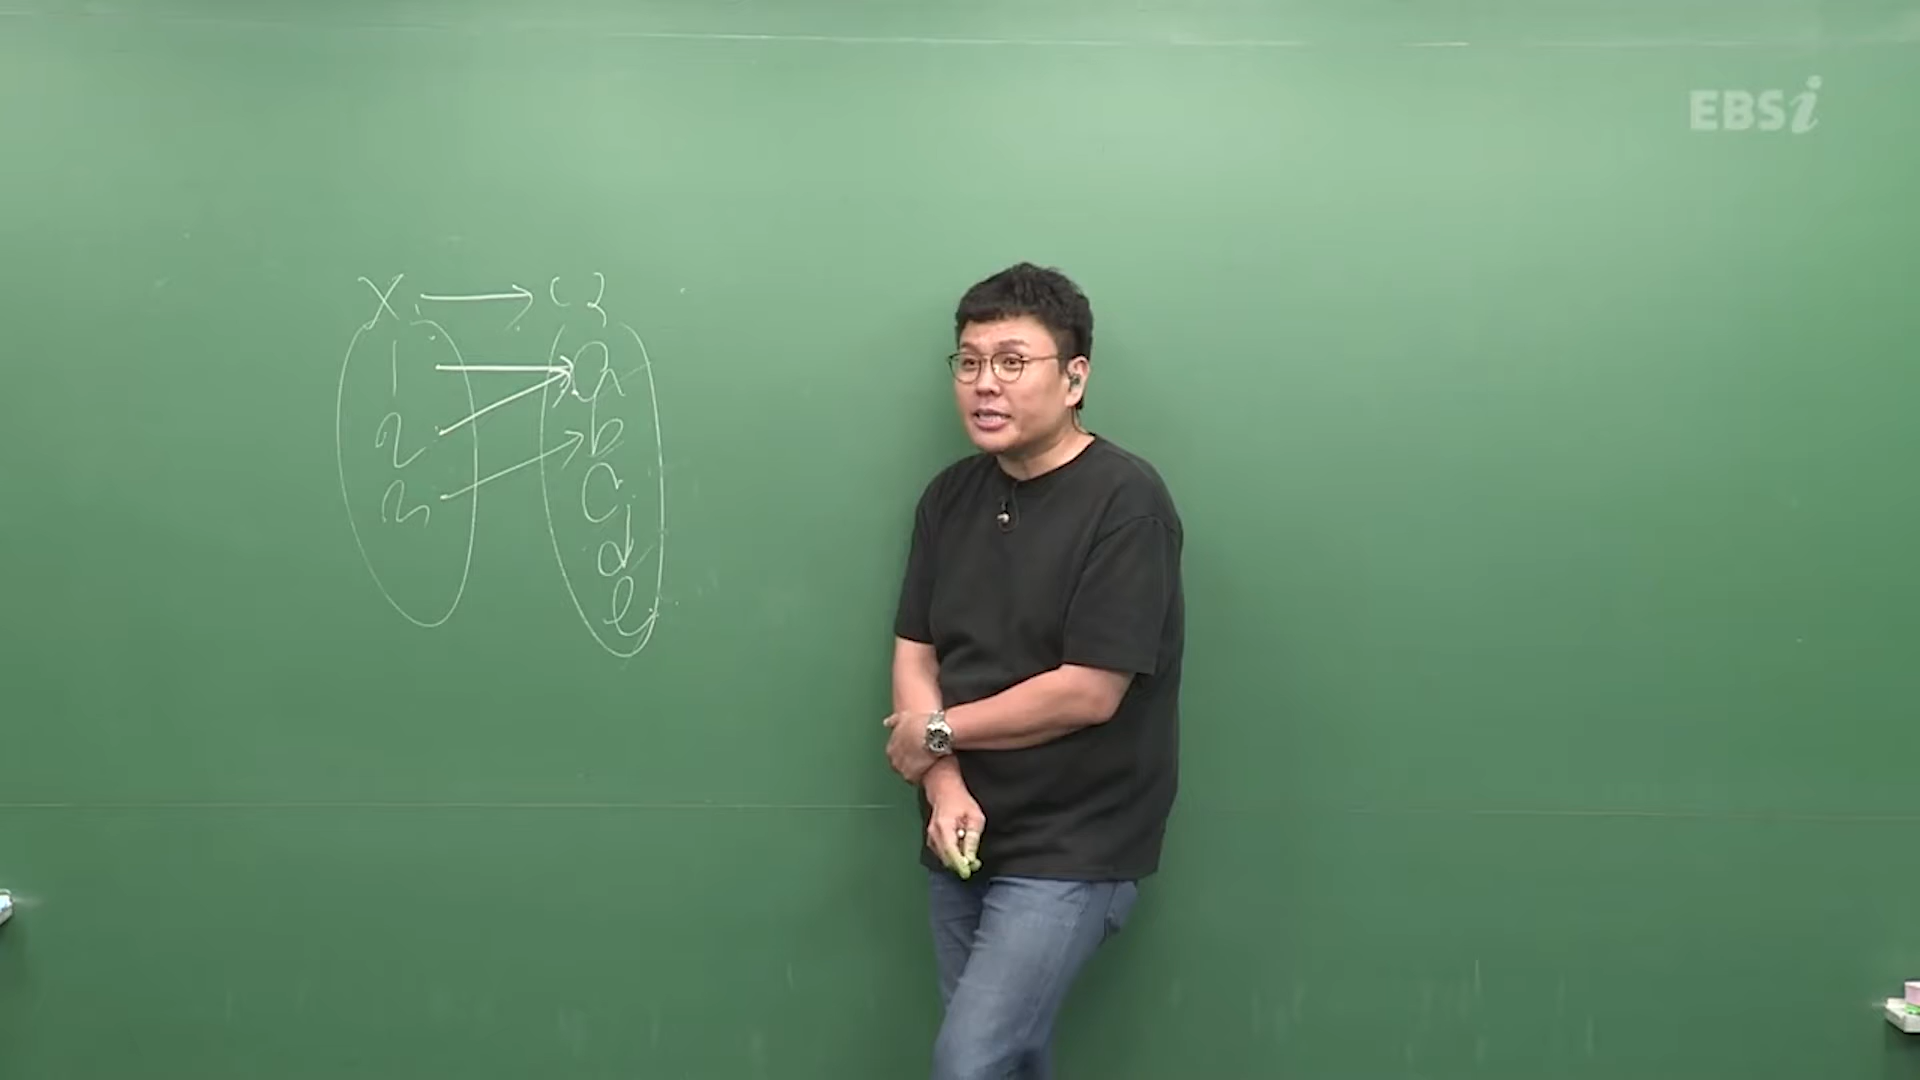 EBSi
X →
1 → a
2
3 → b
c
d
e